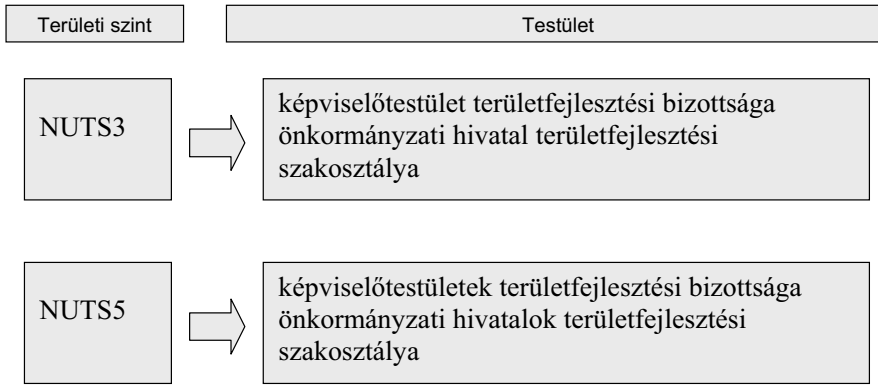 Területi szint
Testület
NUTS3
képviselőtestület területfejlesztési bizottsága
önkormányzati hivatal területfejlesztési
szakosztálya
NUTS5
képviselőtestületek területfejlesztési bizottsága
önkormányzati hivatalok területfejlesztési
szakosztálya